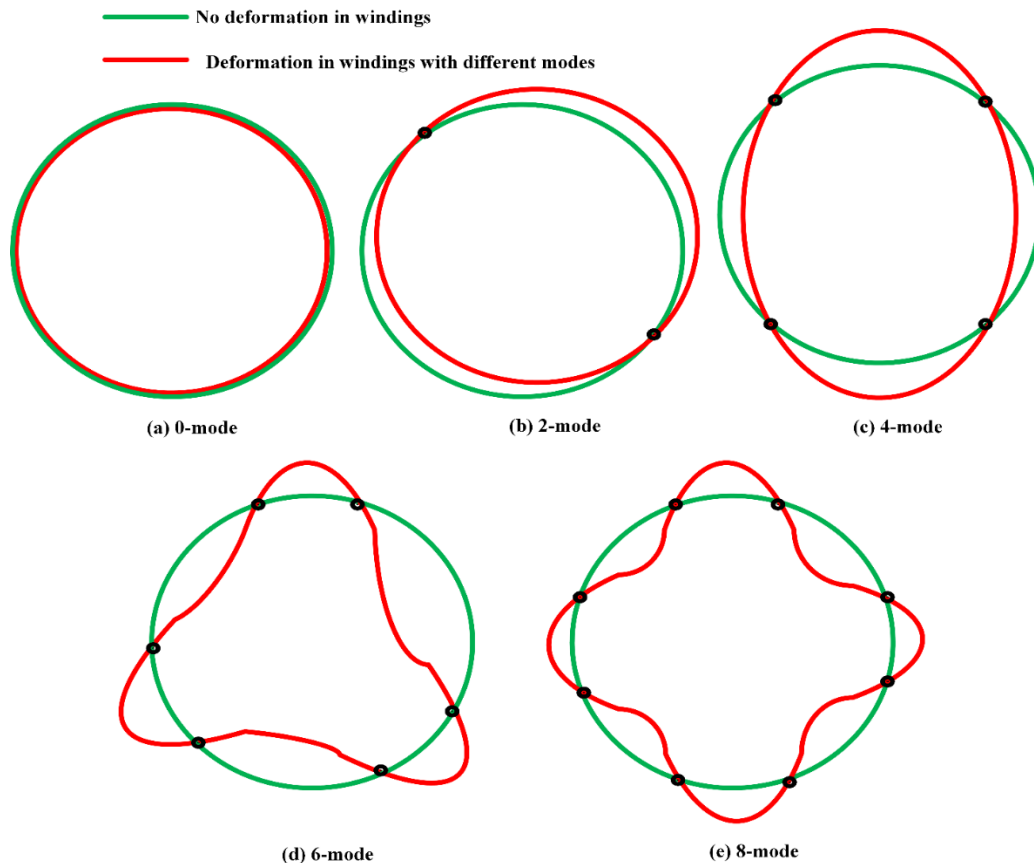 No deformation in windings
Deformation in windings with different modes
(a) 0-mode
(b) 2-mode
(c) 4-mode
(d) 6-mode
(e) 8-mode